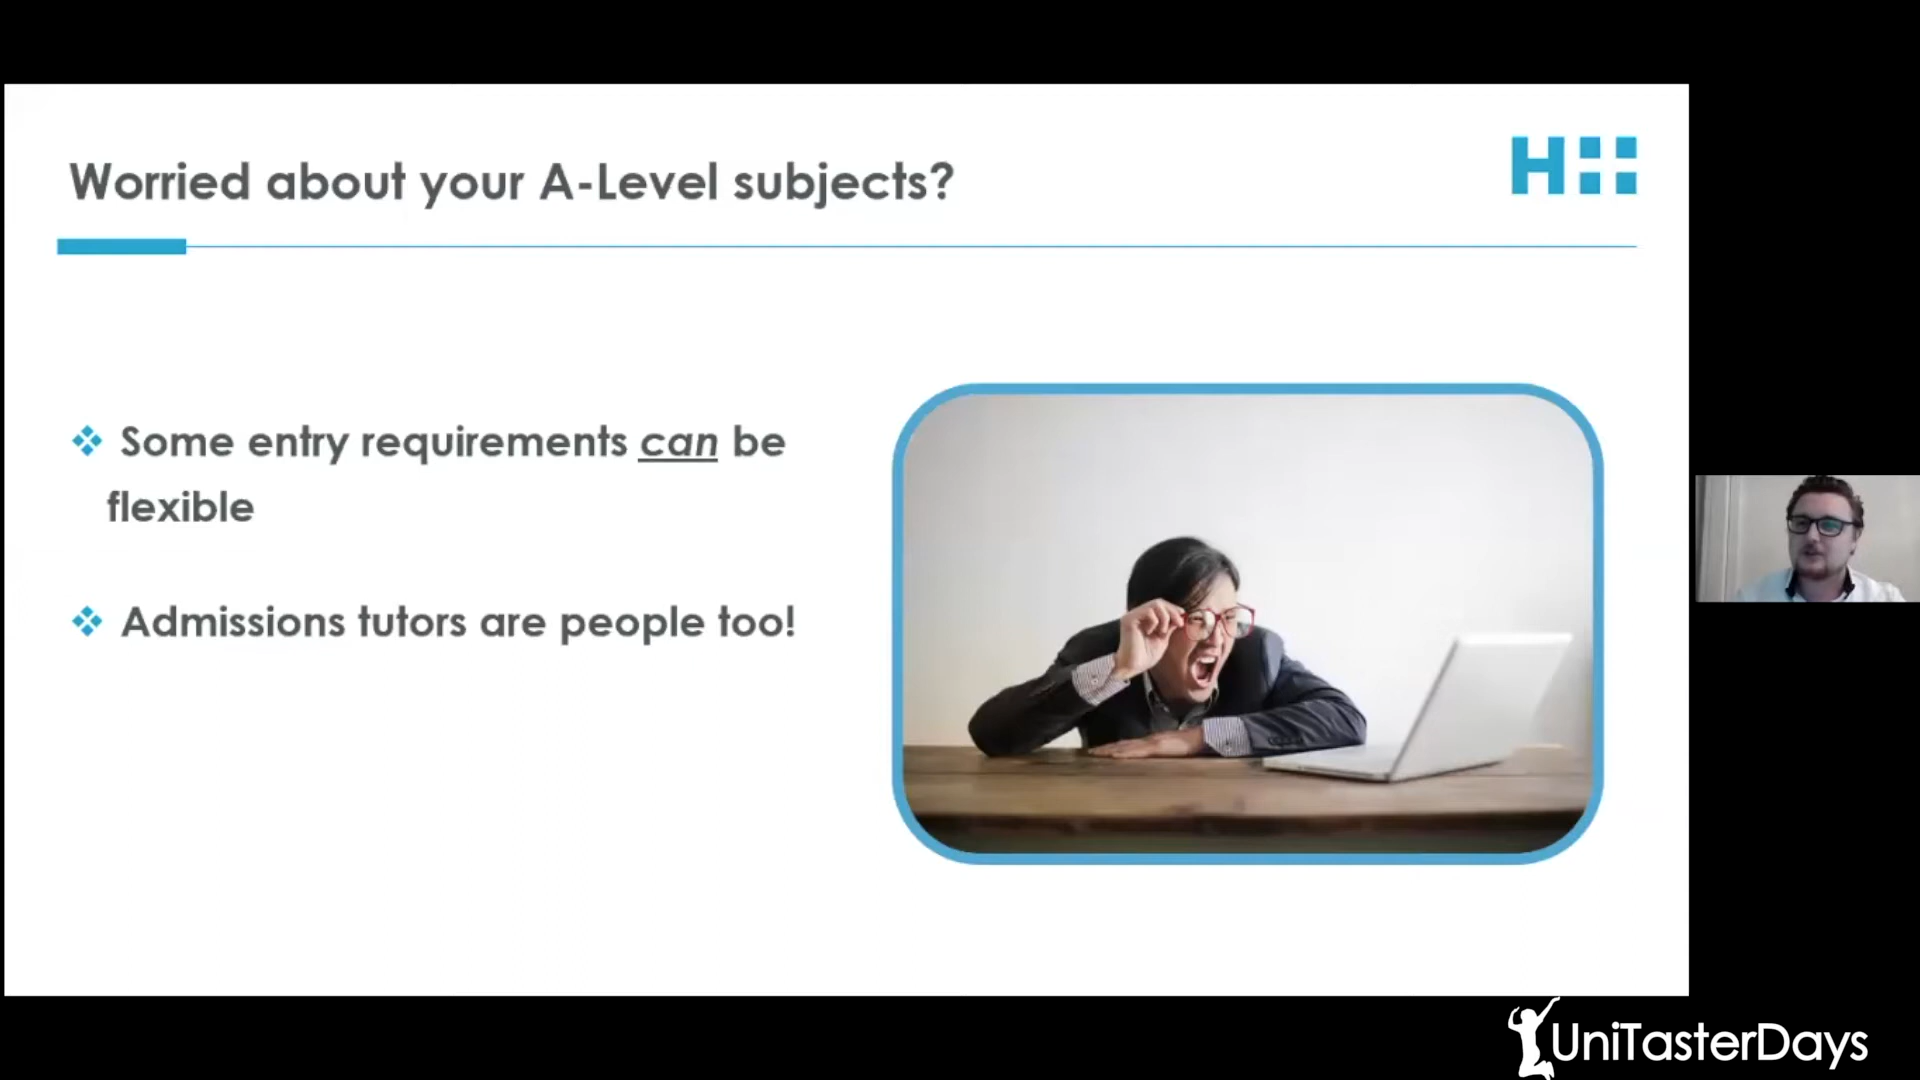 Worried about your A-Level subjects?
H
Some entry requirements can be
flexible
Admissions tutors are people too!
UniTasterDays